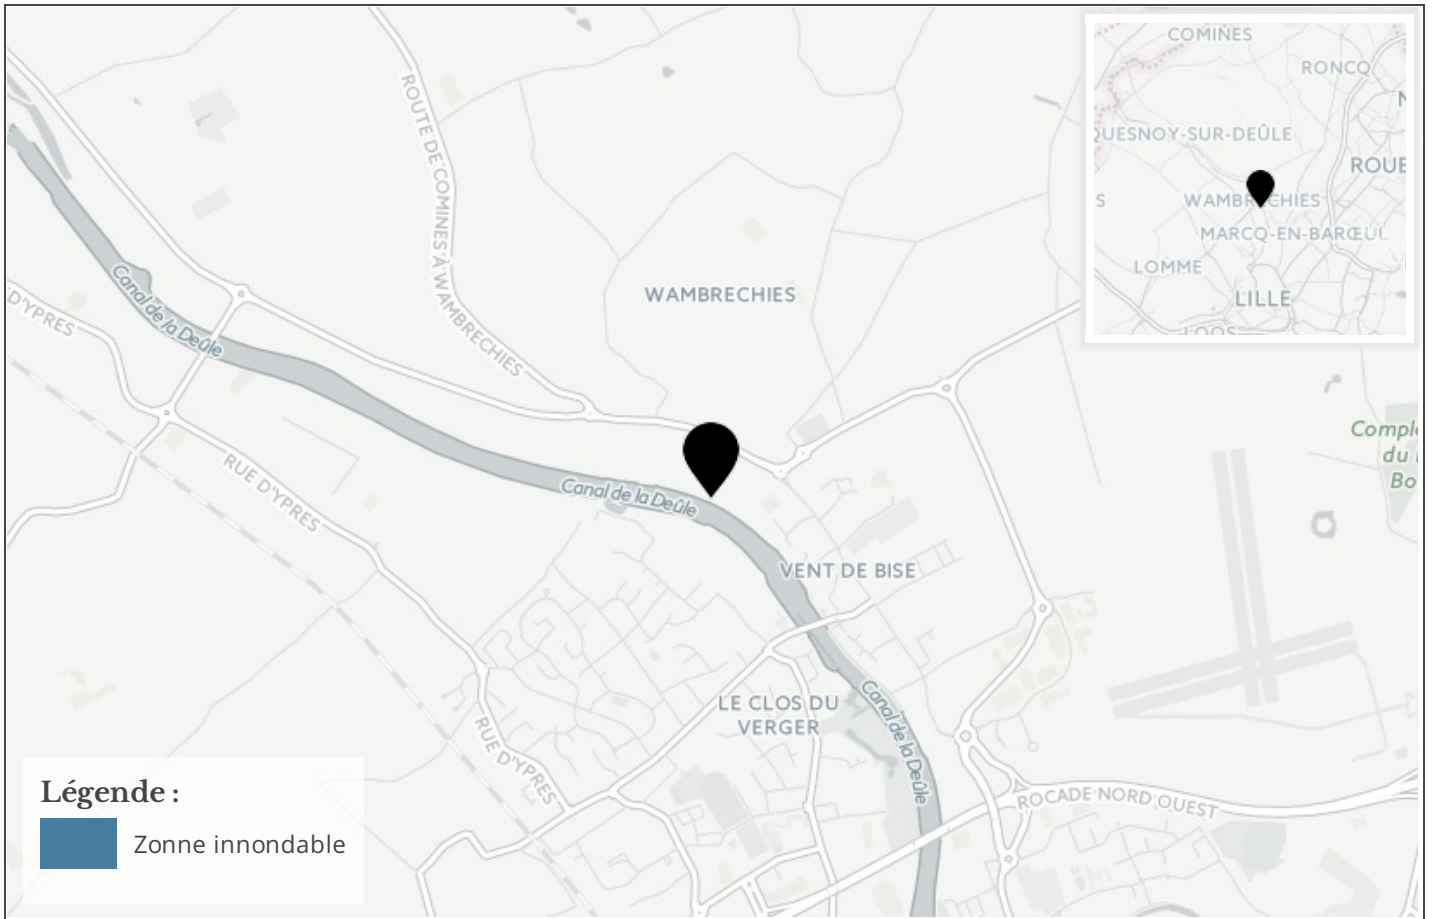 COMINES
RONCQ
QUESNOY-SUR-DEÛLE
ROUE
S
WAMBRECHIES
MARCQ-EN-BARŒUL
LOMME
LILLE
LOOS
ROUTE DE COMINES À WAMBRECHIES
WAMBRECHIES
Canal de la Deûle
D'YPRES
RUE D'YPRES
Canal de la Deûle
Comple
du
Bo
VENT DE BISE
LE CLOS DU
VERGER
Canal de la Deûle
RUE D'YPRES
ROCADE NORD OUEST
Légende :
Zonne innondable